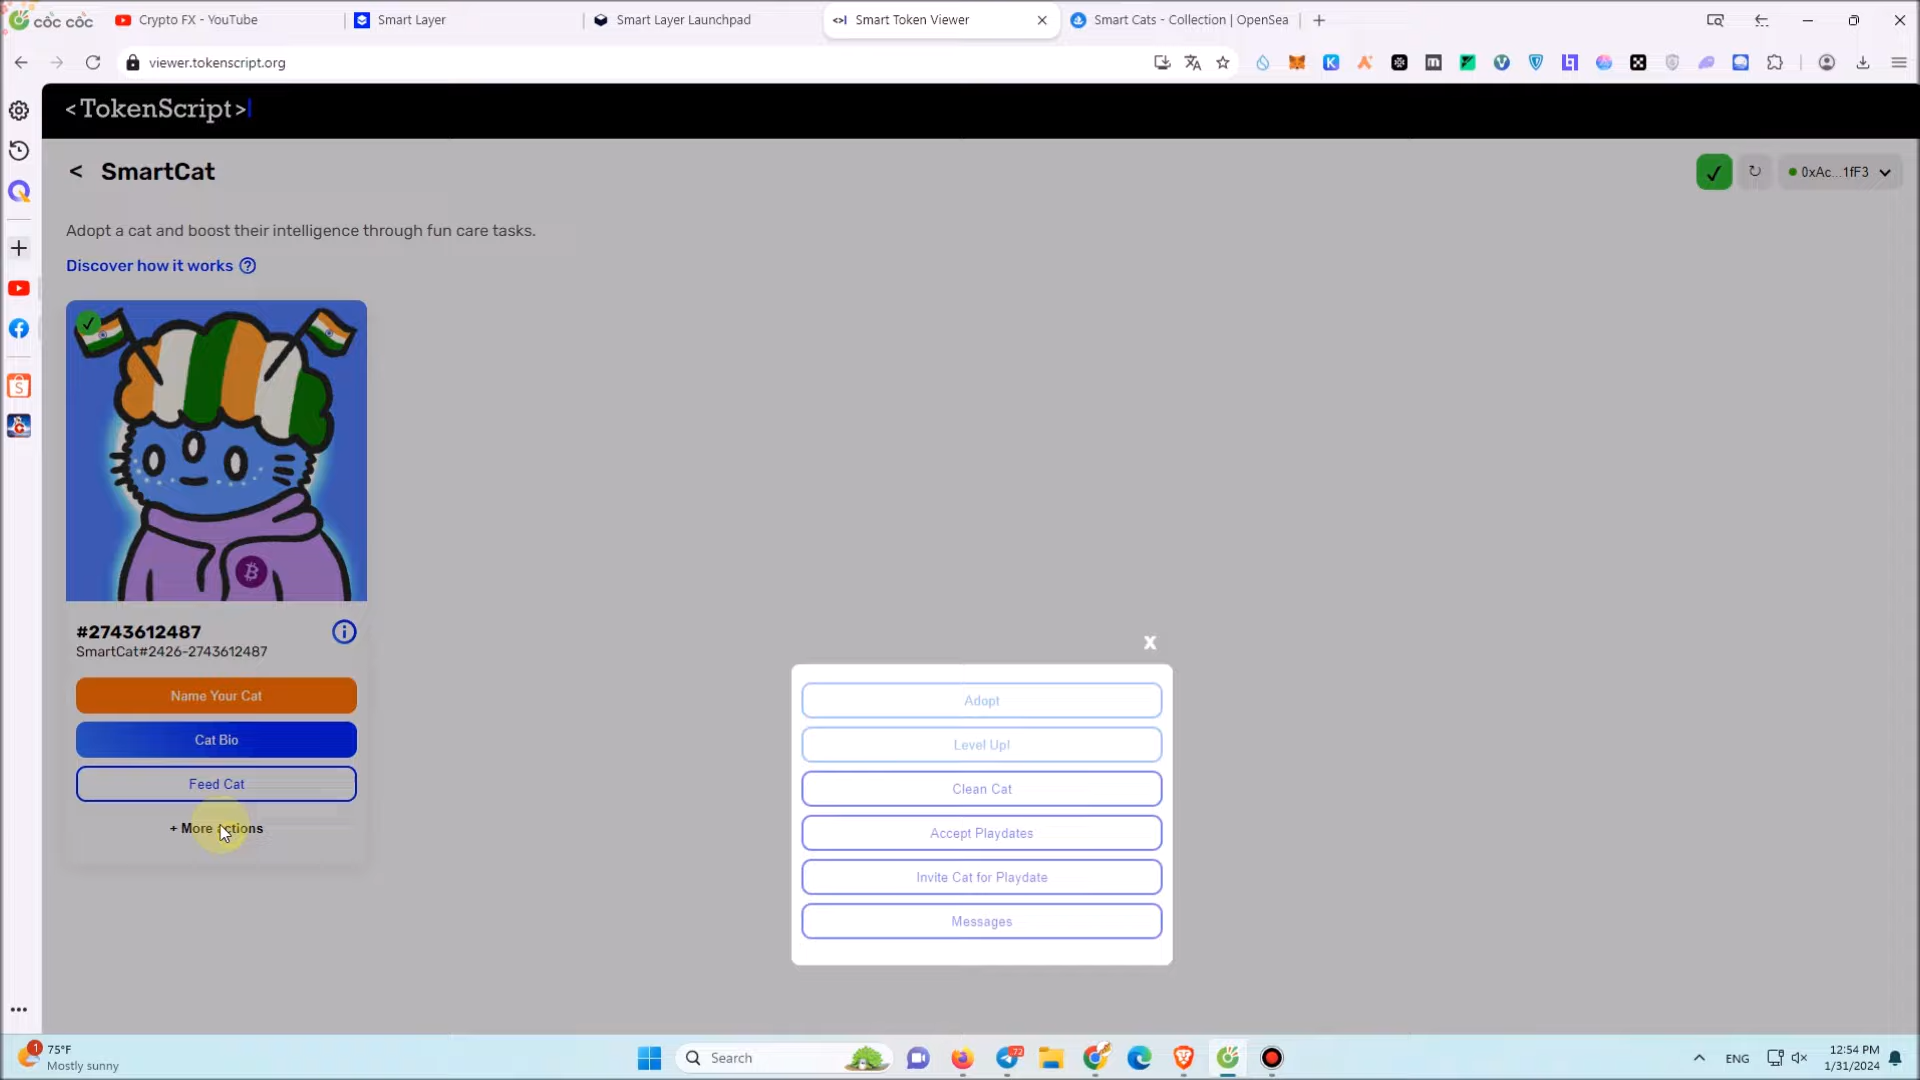 cốc cốc
Crypto FX - YouTube
Smart Layer
Smart Layer Launchpad
Smart Token Viewer
Smart Cats - Collection | OpenSea
viewer.tokenscript.org
<TokenScript>
< SmartCat
0xAc...1fF3
Adopt a cat and boost their intelligence through fun care tasks.
Discover how it works ?
#2743612487
SmartCat#2426-2743612487
Name Your Cat
Cat Bio
Feed Cat
+ More actions
X
Adopt
Level Up!
Clean Cat
Accept Playdates
Invite Cat for Playdate
Messages
1
75°F
Mostly sunny
Search
72
ENG
12:54 PM
1/31/2024